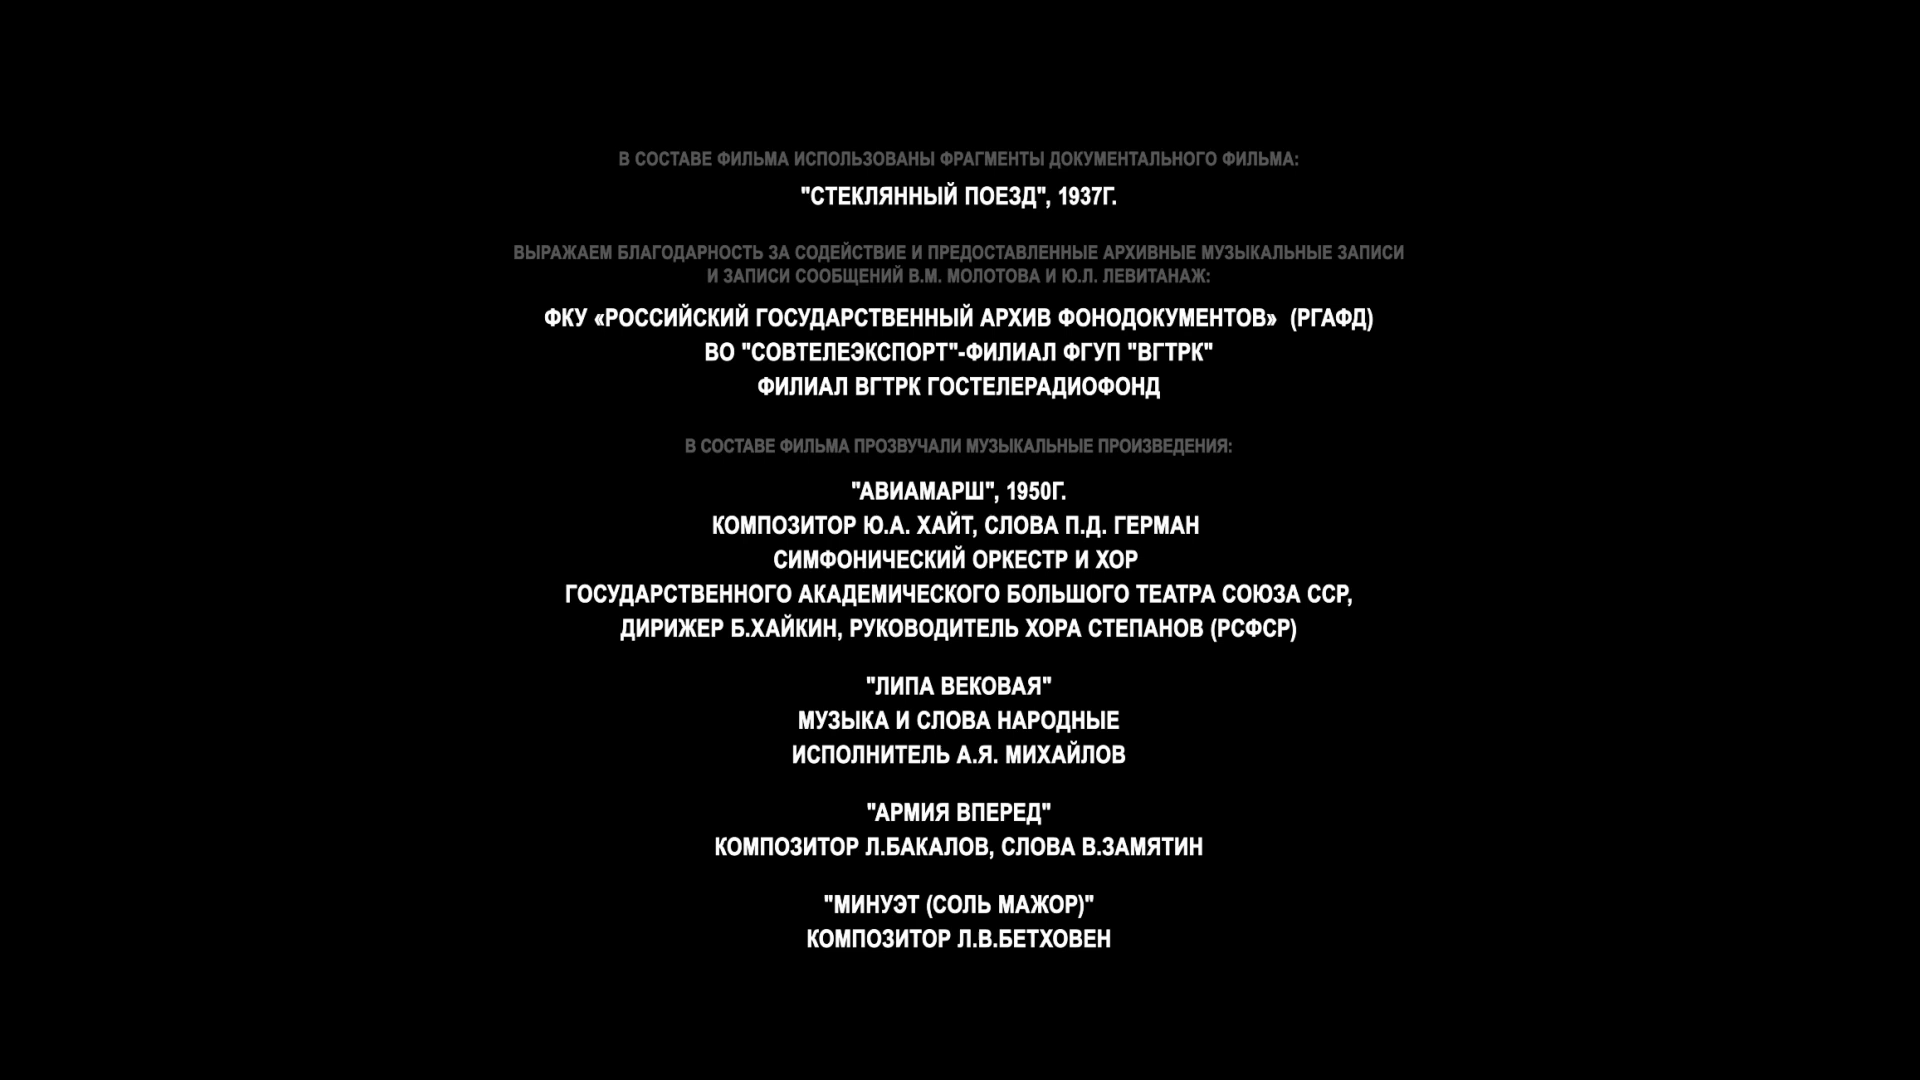 В СОСТАВЕ ФИЛЬМА ИСПОЛЬЗОВАНЫ ФРАГМЕНТЫ ДОКУМЕНТАЛЬНОГО ФИЛЬМА:
"СТЕКЛЯННЫЙ ПОЕЗД", 1937Г.
ВЫРАЖАЕМ БЛАГОДАРНОСТЬ ЗА СОДЕЙСТВИЕ И ПРЕДОСТАВЛЕННЫЕ АРХИВНЫЕ МУЗЫКАЛЬНЫЕ ЗАПИСИ
И ЗАПИСИ СООБЩЕНИЙ В.М. МОЛОТОВА И Ю.Л. ЛЕВИТАНАЖ:
ФКУ «РОССИЙСКИЙ ГОСУДАРСТВЕННЫЙ АРХИВ ФОНОДОКУМЕНТОВ» (РГАФД)
ВО "СОВТЕЛЕЭКСПОРТ"-ФИЛИАЛ ФГУП "ВГТРК"
ФИЛИАЛ ВГТРК ГОСТЕЛЕРАДИОФОНД
В СОСТАВЕ ФИЛЬМА ПРОЗВУЧАЛИ МУЗЫКАЛЬНЫЕ ПРОИЗВЕДЕНИЯ:
"АВИАМАРШ", 1950Г.
КОМПОЗИТОР Ю.А. ХАЙТ, СЛОВА П.Д. ГЕРМАН
СИМФОНИЧЕСКИЙ ОРКЕСТР И ХОР
ГОСУДАРСТВЕННОГО АКАДЕМИЧЕСКОГО БОЛЬШОГО ТЕАТРА СОЮЗА ССР,
ДИРИЖЕР Б.ХАЙКИН, РУКОВОДИТЕЛЬ ХОРА СТЕПАНОВ (РСФСР)
"ЛИПА ВЕКОВАЯ"
МУЗЫКА И СЛОВА НАРОДНЫЕ
ИСПОЛНИТЕЛЬ А.Я. МИХАЙЛОВ
"АРМИЯ ВПЕРЕД"
КОМПОЗИТОР Л.БАКАЛОВ, СЛОВА В.ЗАМЯТИН
"МИНУЭТ (СОЛЬ МАЖОР)"
КОМПОЗИТОР Л.В.БЕТХОВЕН